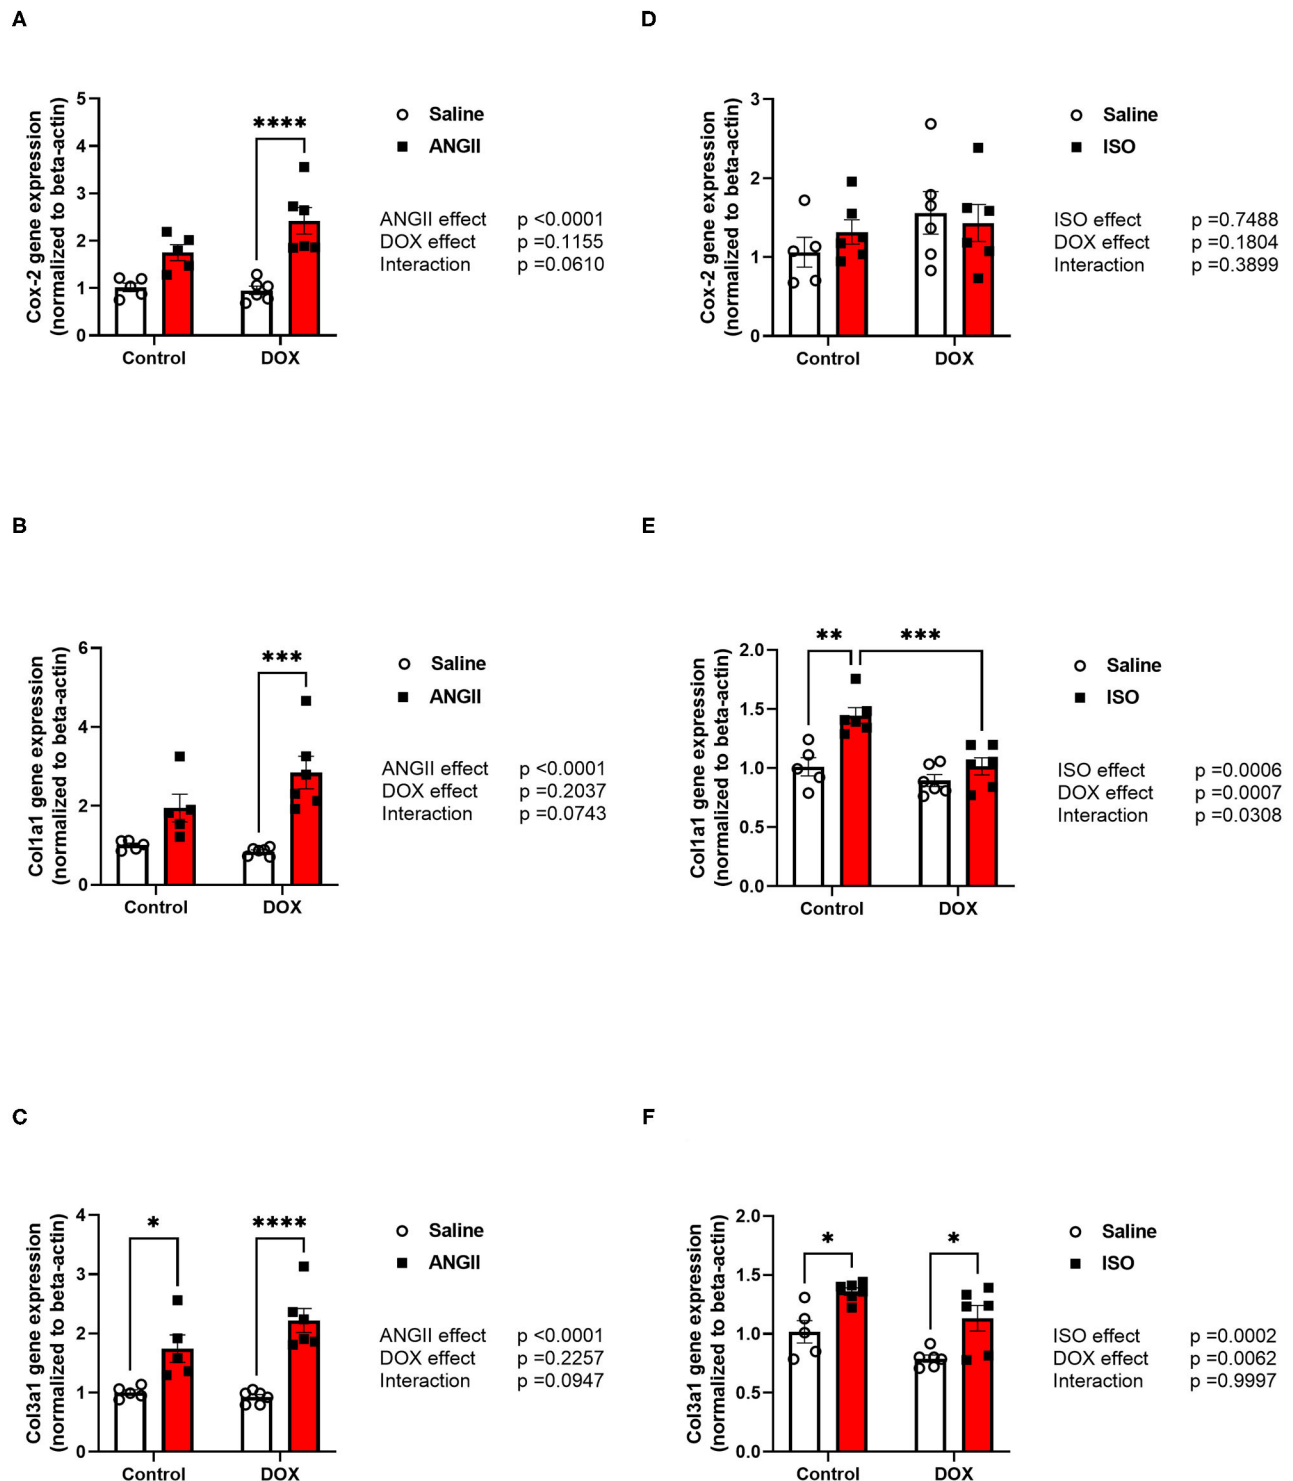 A
Cox-2 gene expression
(normalized to beta-actin)
5
4
3
2
1
0
****
Control
DOX
Saline
ANGII
ANGII effect p <0.0001
DOX effect p =0.1155
Interaction p =0.0610
D
Cox-2 gene expression
(normalized to beta-actin)
3
2
1
0
Control
DOX
Saline
ISO
ISO effect p =0.7488
DOX effect p =0.1804
Interaction p =0.3899
B
Col1a1 gene expression
(normalized to beta-actin)
6
4
2
0
***
Control
DOX
Saline
ANGII
ANGII effect p <0.0001
DOX effect p =0.2037
Interaction p =0.0743
E
Col1a1 gene expression
(normalized to beta-actin)
2.0
1.5
1.0
0.5
0.0
**
***
Control
DOX
Saline
ISO
ISO effect p =0.0006
DOX effect p =0.0007
Interaction p =0.0308
C
Col3a1 gene expression
(normalized to beta-actin)
4
3
2
1
0
*
****
Control
DOX
Saline
ANGII
ANGII effect p <0.0001
DOX effect p =0.2257
Interaction p =0.0947
F
Col3a1 gene expression
(normalized to beta-actin)
2.0
1.5
1.0
0.5
0.0
*
*
Control
DOX
Saline
ISO
ISO effect p =0.0002
DOX effect p =0.0062
Interaction p =0.9997